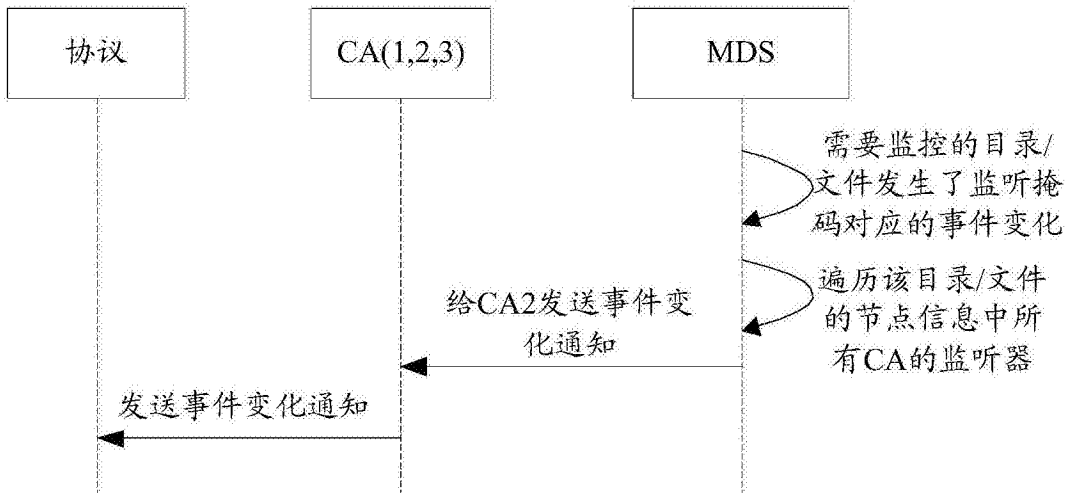 协议
CA(1,2,3)
MDS
需要监控的目录/
文件发生了监听掩
码对应的事件变化
遍历该目录/文件
的节点信息中所
有CA的监听器
给CA2发送事件变
化通知
发送事件变化通知